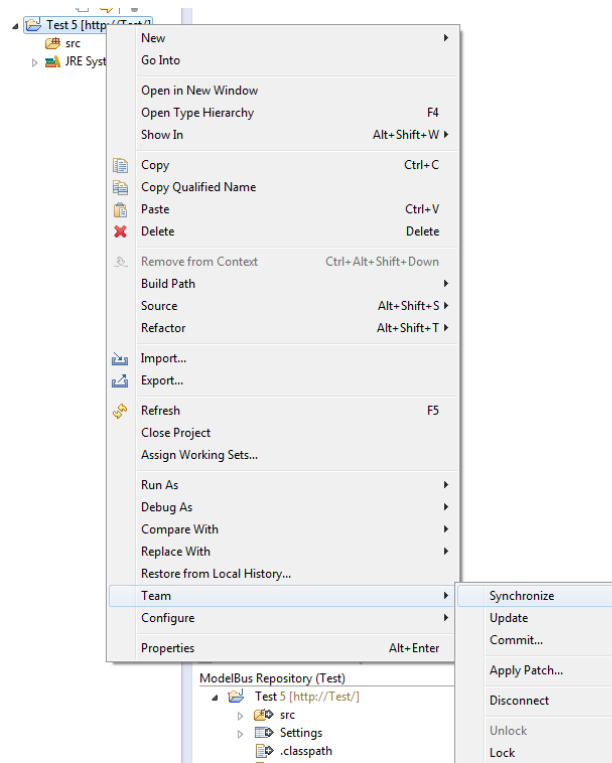 Test 5 [http://Test/]
src
JRE Syst
New
Go Into
Open in New Window
Open Type Hierarchy F4
Show In Alt+Shift+W
Copy Ctrl+C
Copy Qualified Name
Paste Ctrl+V
Delete Delete
Remove from Context Ctrl+Alt+Shift+Down
Build Path
Source Alt+Shift+S
Refactor Alt+Shift+T
Import...
Export...
Refresh F5
Close Project
Assign Working Sets...
Run As
Debug As
Compare With
Replace With
Restore from Local History...
Team
Configure
Properties Alt+Enter
Synchronize
Update
Commit...
Apply Patch...
Disconnect
Unlock
Lock
ModelBus Repository (Test)
Test 5 [http://Test/]
src
Settings
.classpath